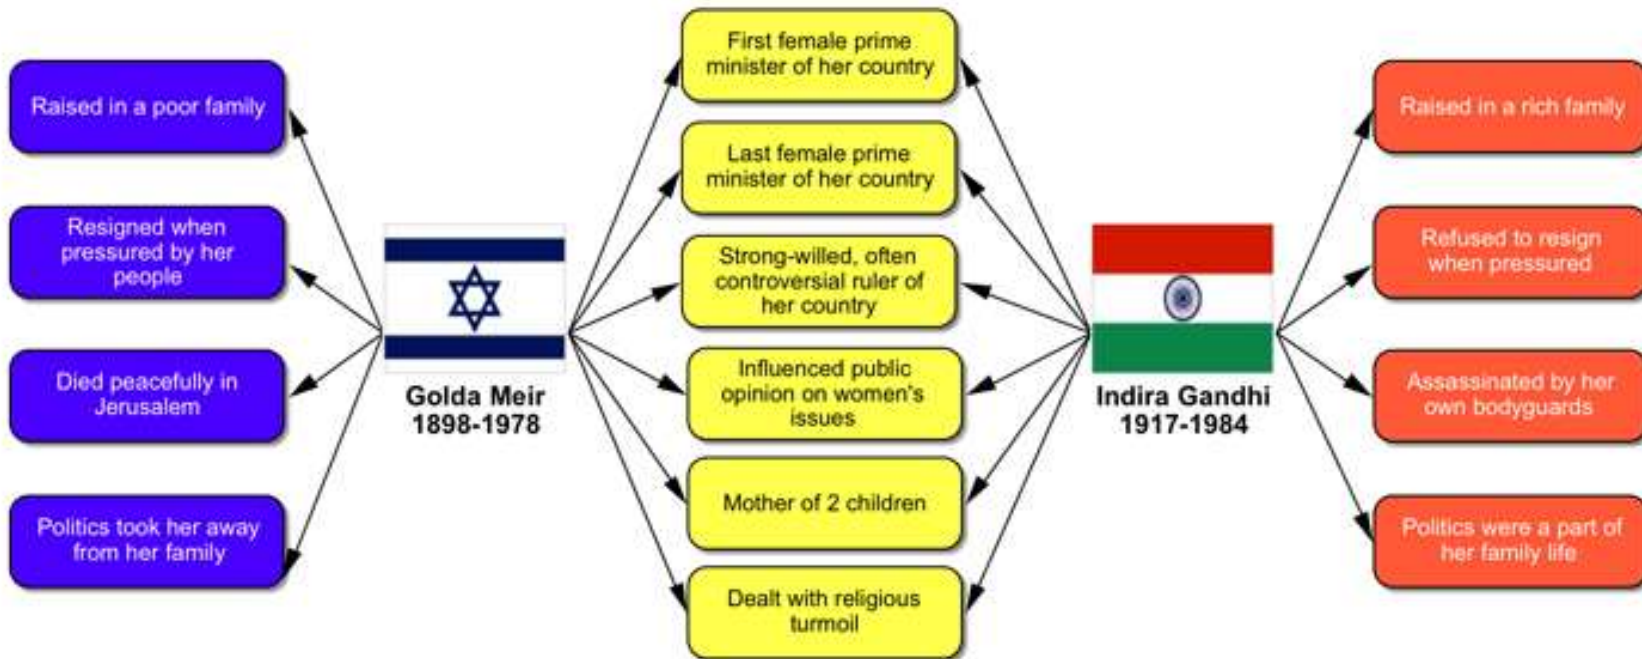 Raised in a poor family
Resigned when
pressured by her
people
Died peacefully in
Jerusalem
Politics took her away
from her family
Golda Meir
1898-1978
First female prime
minister of her country
Last female prime
minister of her country
Strong-willed, often
controversial ruler of
her country
Influenced public
opinion on women's
issues
Mother of 2 children
Dealt with religious
turmoil
Indira Gandhi
1917-1984
Raised in a rich family
Refused to resign
when pressured
Assassinated by her
own bodyguards
Politics were a part of
her family life